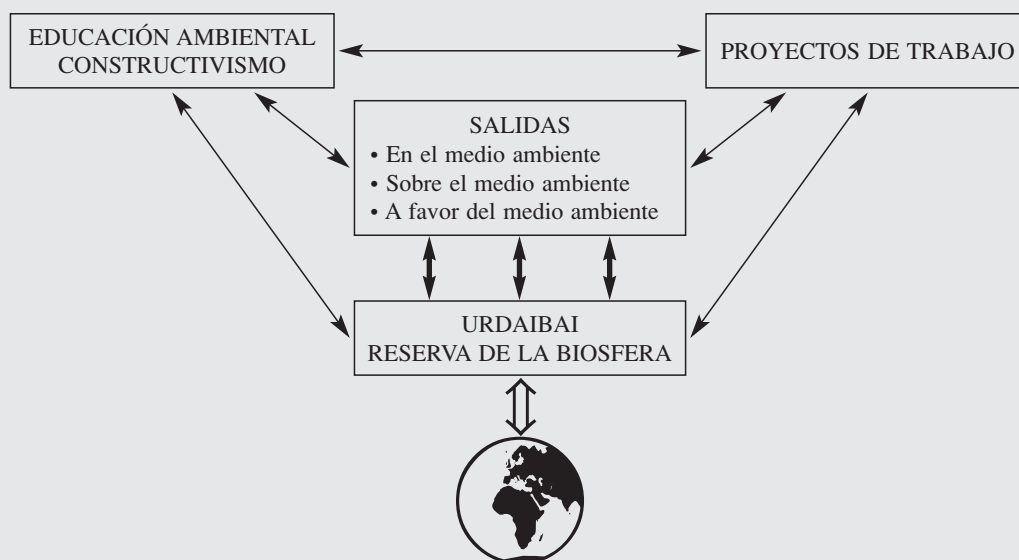 EDUCACIÓN AMBIENTAL
CONSTRUCTIVISMO
PROYECTOS DE TRABAJO
SALIDAS
• En el medio ambiente
• Sobre el medio ambiente
• A favor del medio ambiente
URDAIBAI
RESERVA DE LA BIOSFERA